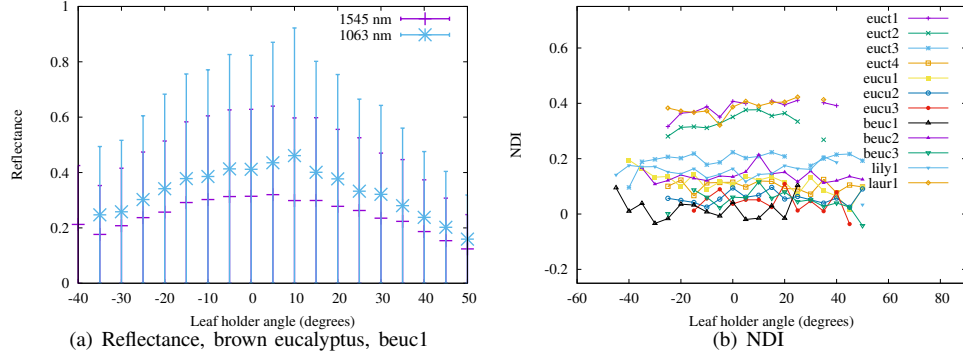 1
0.8
0.6
0.4
0.2
0
-40 -30 -20 -10 0 10 20 30 40 50
Reflectance
Leaf holder angle (degrees)
1545 nm
1063 nm
(a) Reflectance, brown eucalyptus, beuc1
0.6
0.4
0.2
0
-0.2
-60 -40 -20 0 20 40 60 80
NDI
Leaf holder angle (degrees)
euct1
euct2
euct3
euct4
eucu1
eucu2
eucu3
beuc1
beuc2
beuc3
lily1
laur1
(b) NDI